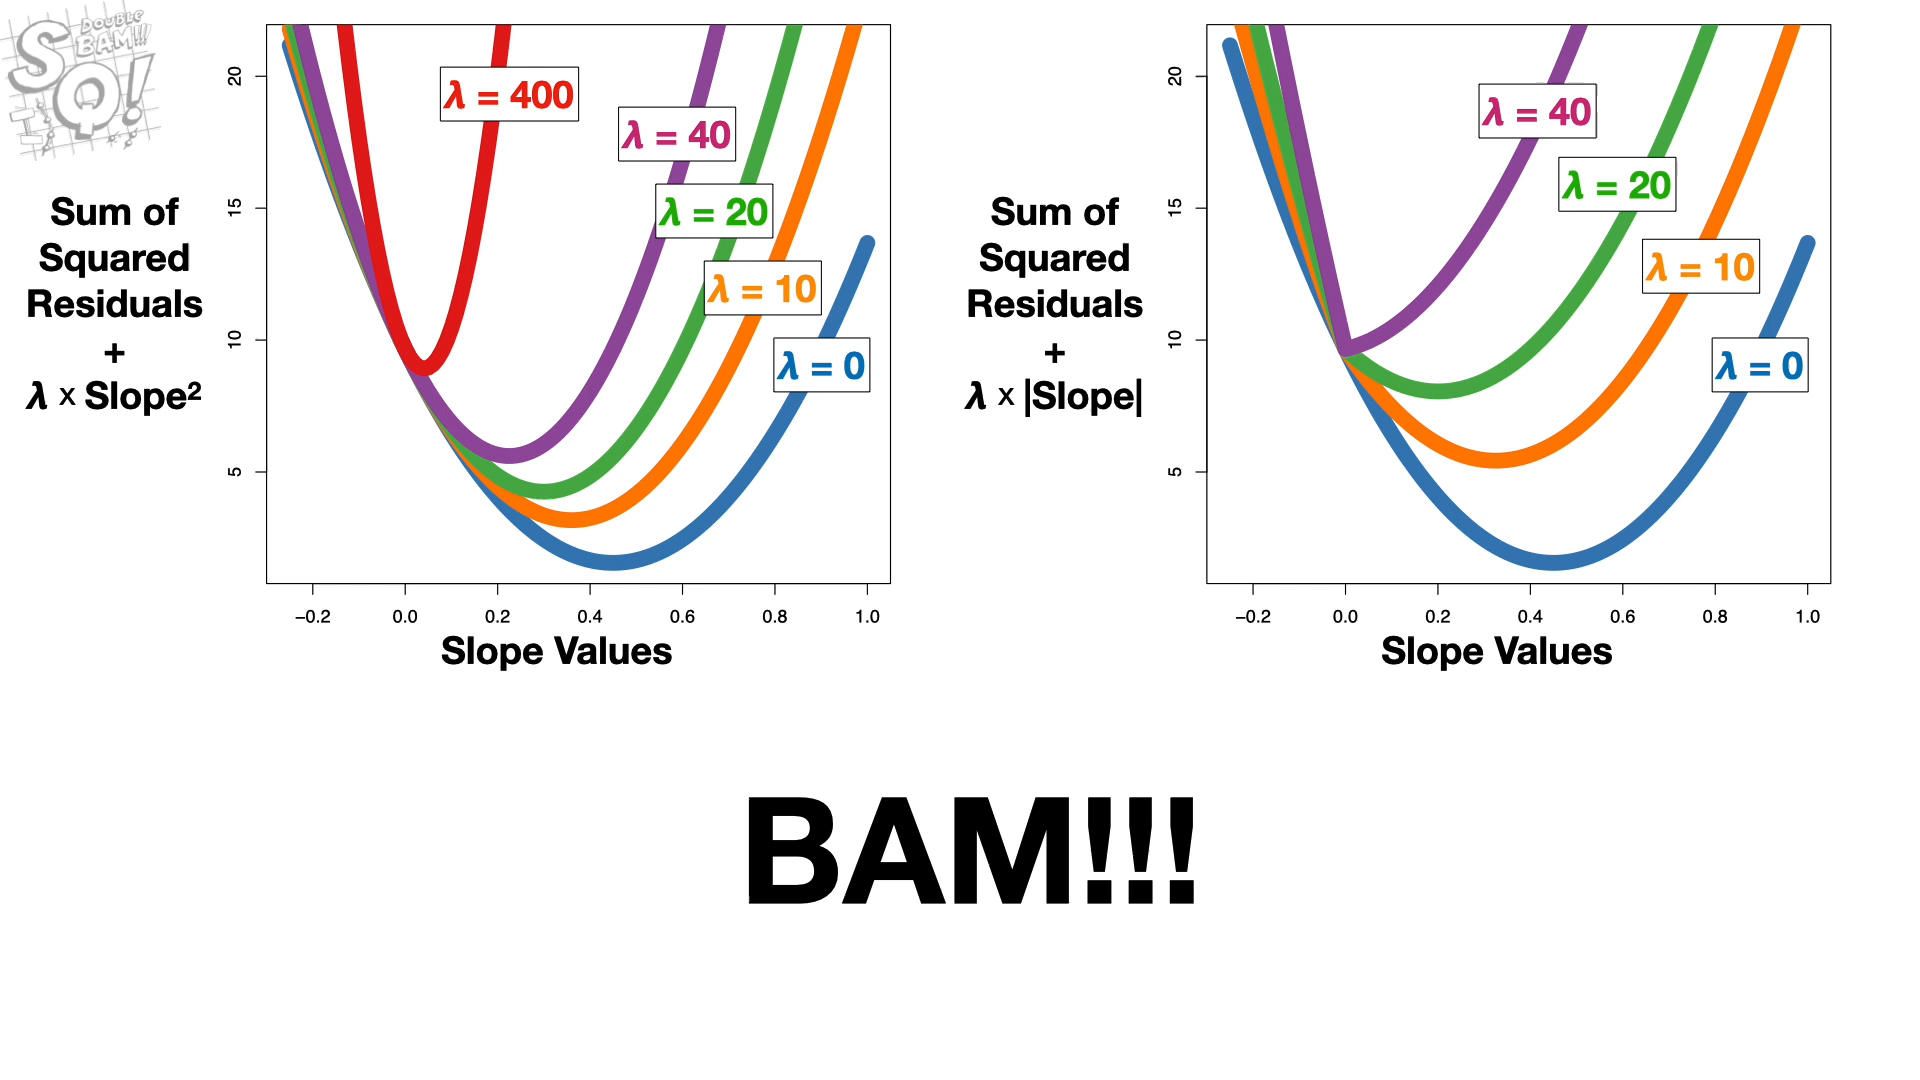 S
Q!
DOUBLE
BAM!!!
Sum of
Squared
Residuals
+
λ x Slope²
20
15
10
5
λ = 400
λ = 40
λ = 20
λ = 10
λ = 0
−0.2 0.0 0.2 0.4 0.6 0.8 1.0
Slope Values
Sum of
Squared
Residuals
+
λ x |Slope|
20
15
10
5
λ = 40
λ = 20
λ = 10
λ = 0
−0.2 0.0 0.2 0.4 0.6 0.8 1.0
Slope Values
BAM!!!